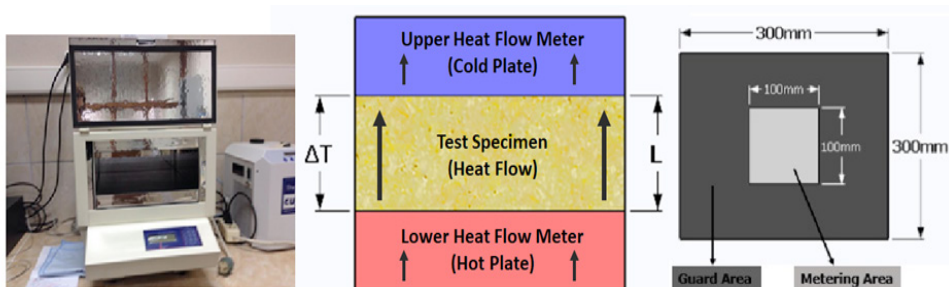 Upper Heat Flow Meter
(Cold Plate)
ΔT
Test Specimen
(Heat Flow)
L
Lower Heat Flow Meter
(Hot Plate)
300mm
100mm
100mm
300mm
Guard Area
Metering Area